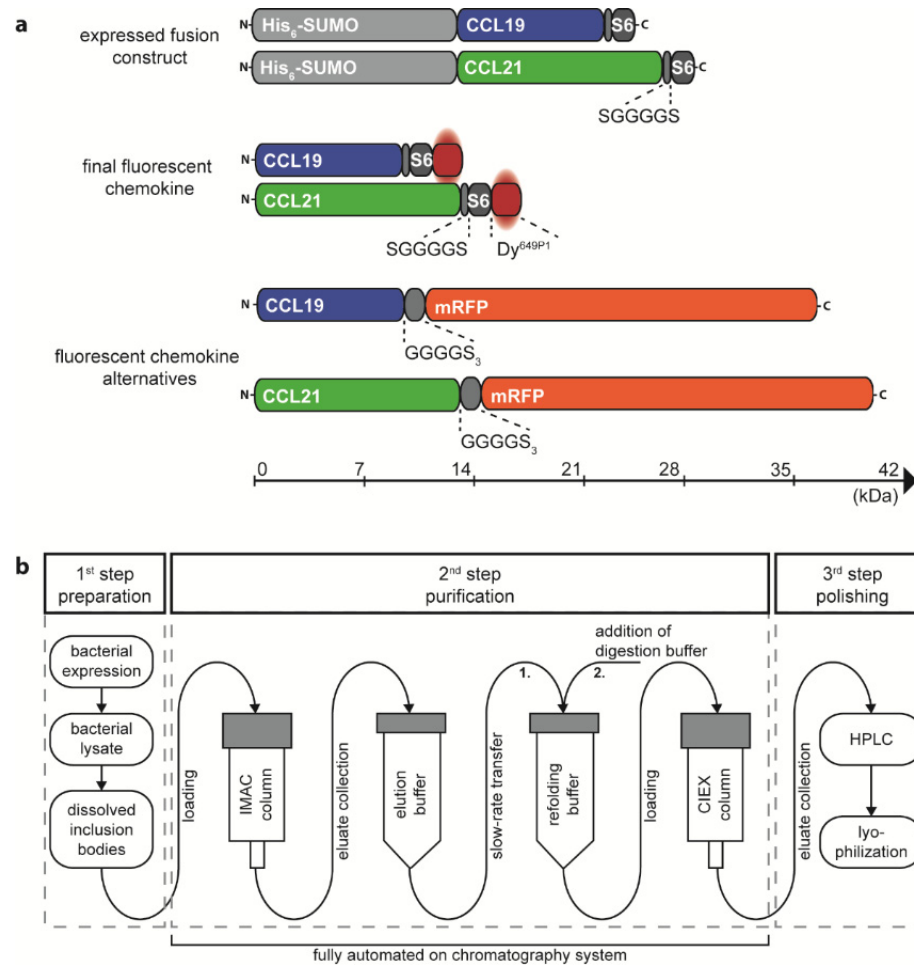 a
expressed fusion
construct
N- His₆-SUMO CCL19 S6 -C
N- His₆-SUMO CCL21 S6 -C
SGGGGS
final fluorescent
chemokine
N- CCL19 S6
N- CCL21 S6
SGGGGS Dy⁶⁴⁹ᴾ¹
fluorescent chemokine
alternatives
N- CCL19 mRFP -C
GGGGS₃
N- CCL21 mRFP -C
GGGGS₃
0 7 14 21 28 35 42
(kDa)
b
1st step
preparation
2nd step
purification
3rd step
polishing
bacterial
expression
bacterial
lysate
dissolved
inclusion
bodies
loading
IMAC
column
eluate collection
elution
buffer
slow-rate transfer
1.
2.
addition of
digestion buffer
refolding
buffer
loading
CIEX
column
eluate collection
HPLC
lyo-
philization
fully automated on chromatography system